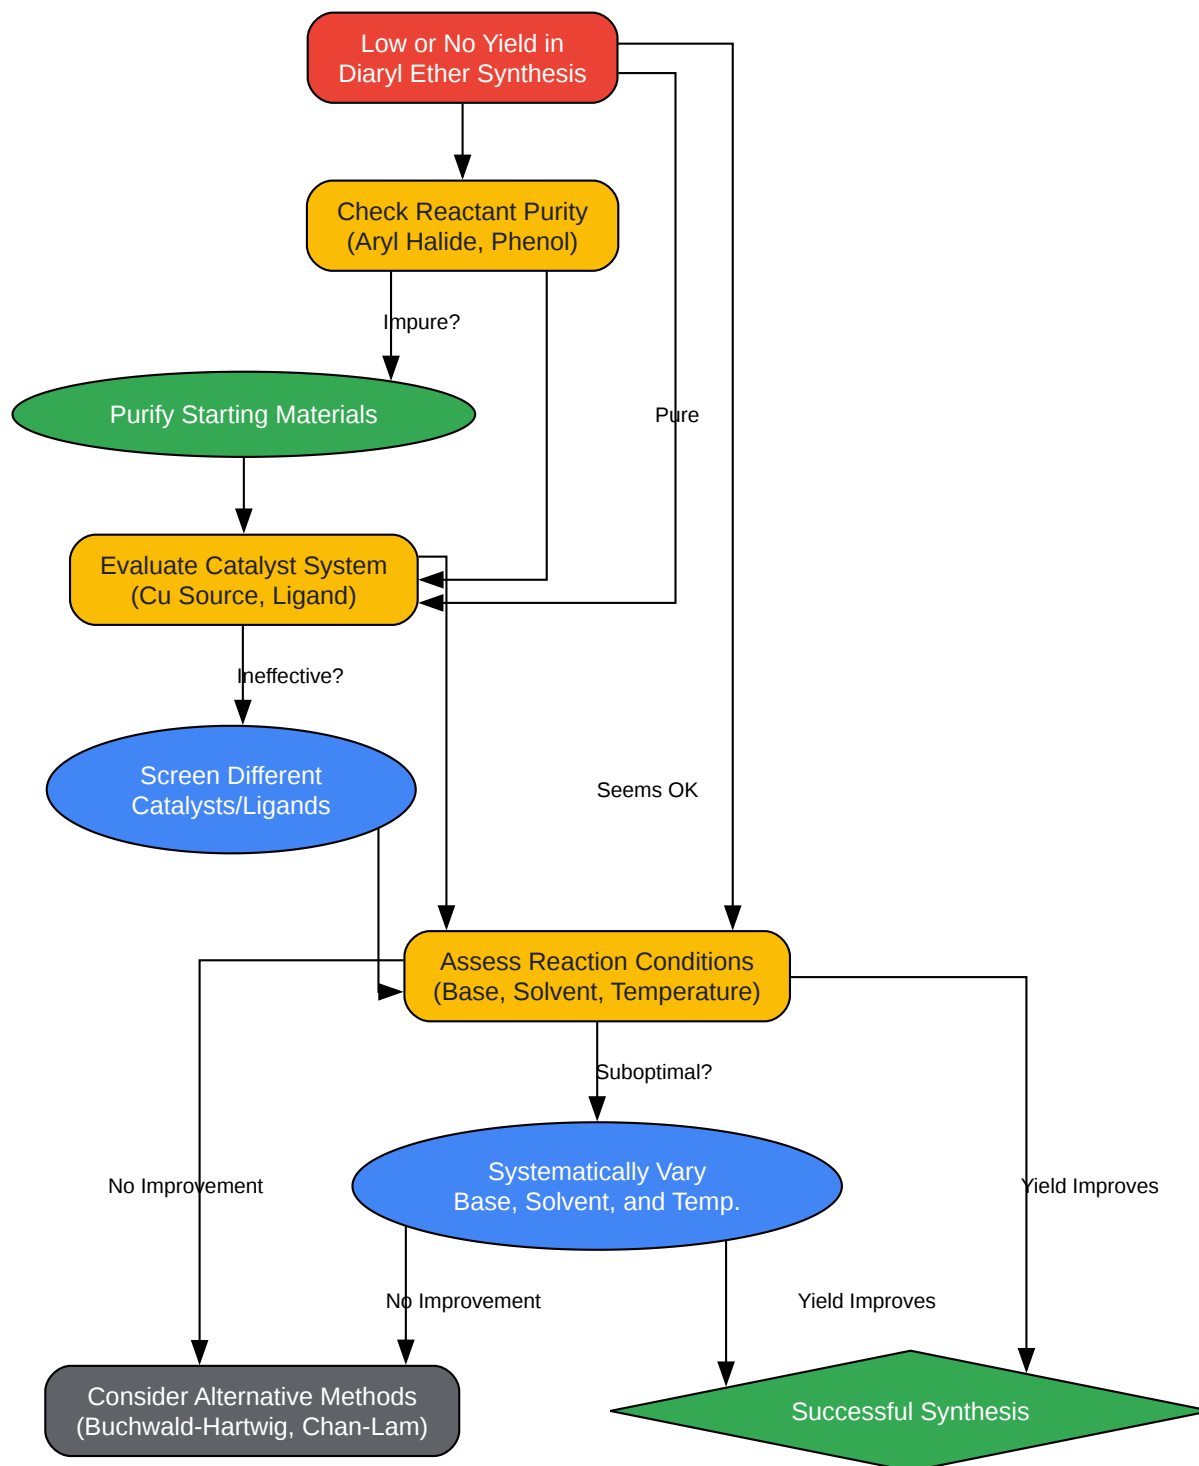 Low or No Yield in
Diaryl Ether Synthesis
Check Reactant Purity
(Aryl Halide, Phenol)
Impure?
Purify Starting Materials
Pure
Evaluate Catalyst System
(Cu Source, Ligand)
Ineffective?
Screen Different
Catalysts/Ligands
Seems OK
Assess Reaction Conditions
(Base, Solvent, Temperature)
Suboptimal?
No Improvement
Systematically Vary
Base, Solvent, and Temp.
Yield Improves
No Improvement
Yield Improves
Consider Alternative Methods
(Buchwald-Hartwig, Chan-Lam)
Successful Synthesis